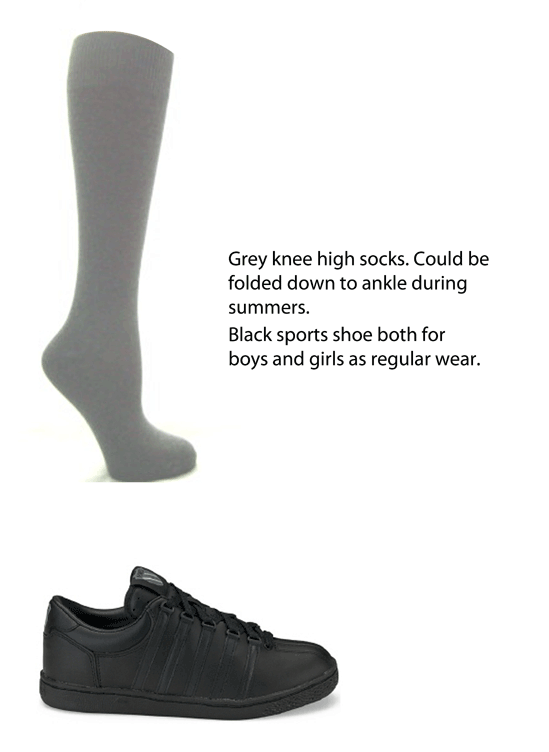 Grey knee high socks. Could be
folded down to ankle during
summers.
Black sports shoe both for
boys and girls as regular wear.